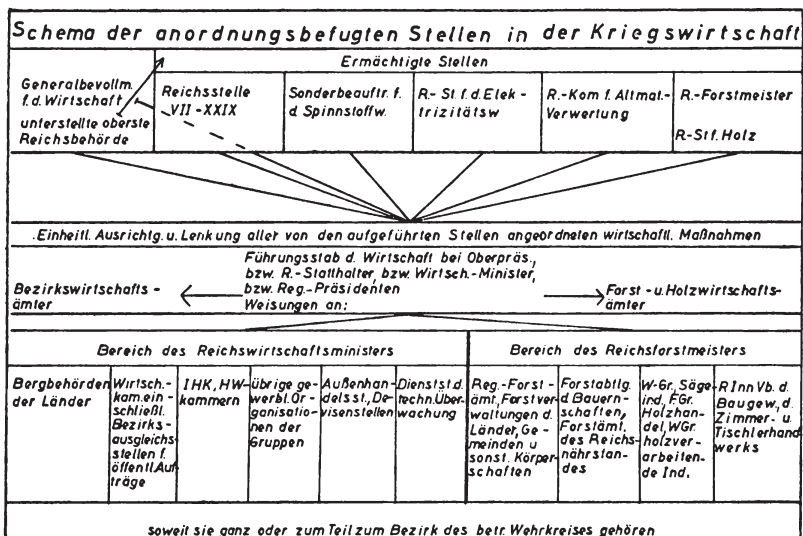 Schema der anordnungsbefugten Stellen in der Kriegswirtschaft
Ermächtigte Stellen
Generalbevollm.
f.d. Wirtschaft
unterstellte oberste
Reichsbehörde
Reichsstelle
VII-XXIX
Sonderbeauftr. f.
d. Spinnstoffw.
R.- St. f. d. Elek-
trizitätsw
R.-Kom f. Altmat.-
Verwertung
R.-Forstmeister
R-Stf. Holz
Einheitl. Ausrichtg. u. Lenkung aller von den aufgeführten Stellen angeordneten wirtschaftl. Maßnahmen
Bezirkswirtschafts-
ämter
Führungsstab d. Wirtschaft bei Oberpräs.,
bzw. R.-Statthalter, bzw. Wirtsch.-Minister,
bzw. Reg.-Präsidenten
Weisungen an:
Forst-u. Holzwirtschafts-
ämter
Bereich des Reichswirtschaftsministers
Bereich des Reichsforstmeisters
Bergbehörden
der Länder
Wirtsch.-
kam. ein-
schließl.
Bezirks-
ausgleichs
stellen f.
öffentl. Auf-
träge
IHK, HW-
kammern
übrige ge-
werbl. Or-
ganisatio-
nen der
Gruppen
Außenhan-
delsst., De-
visenstellen
Dienstst. d.
techn. Über-
wachung
Reg.-Forst-
ämt., Forstver-
waltungen d.
Länder, Ge-
meinden u
sonst. Körper-
schaften
Forstabtlg.
d. Bauern-
schaften,
Forstämt.
des Reichs-
nährstan-
des
W-Gr. Säge
ind., FGr.
Holzhan-
del, WGr.
holzver-
arbeiten-
de Ind.
R Inn Vb. d.
Baugew., d.
Zimmer- u.
Tischlerhand
werks
soweit sie ganz oder zum Teil zum Bezirk des betr. Wehrkreises gehören